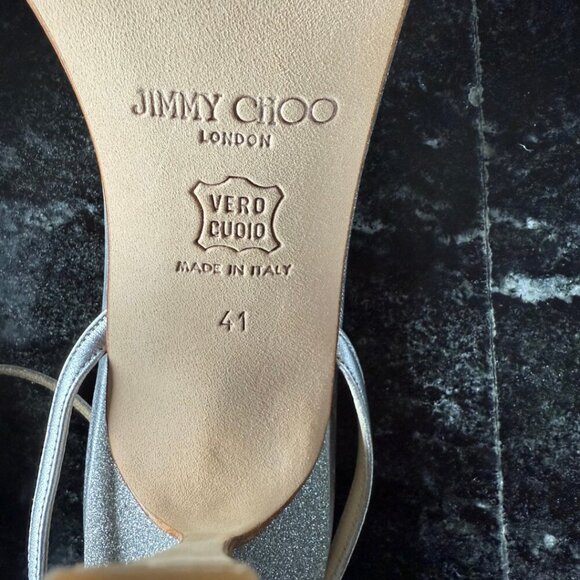 JIMMY CHOO
LONDON
VERO
CUOIO
MADE IN ITALY
41